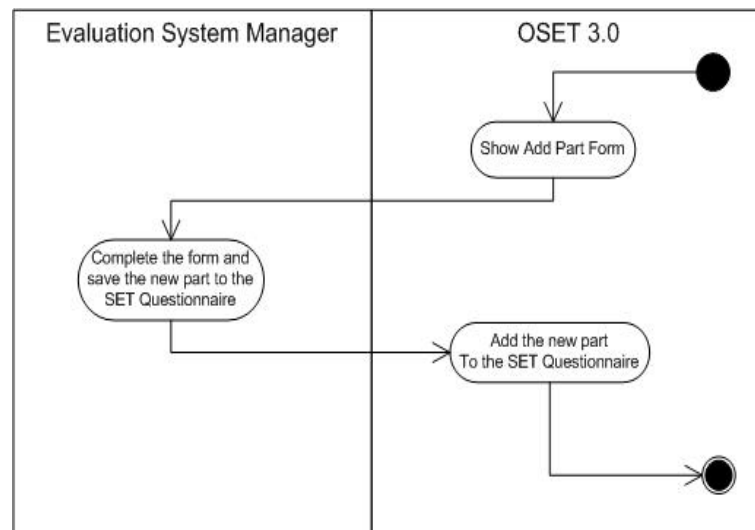 Evaluation System Manager
OSET 3.0
Show Add Part Form
Complete the form and
save the new part to the
SET Questionnaire
Add the new part
To the SET Questionnaire